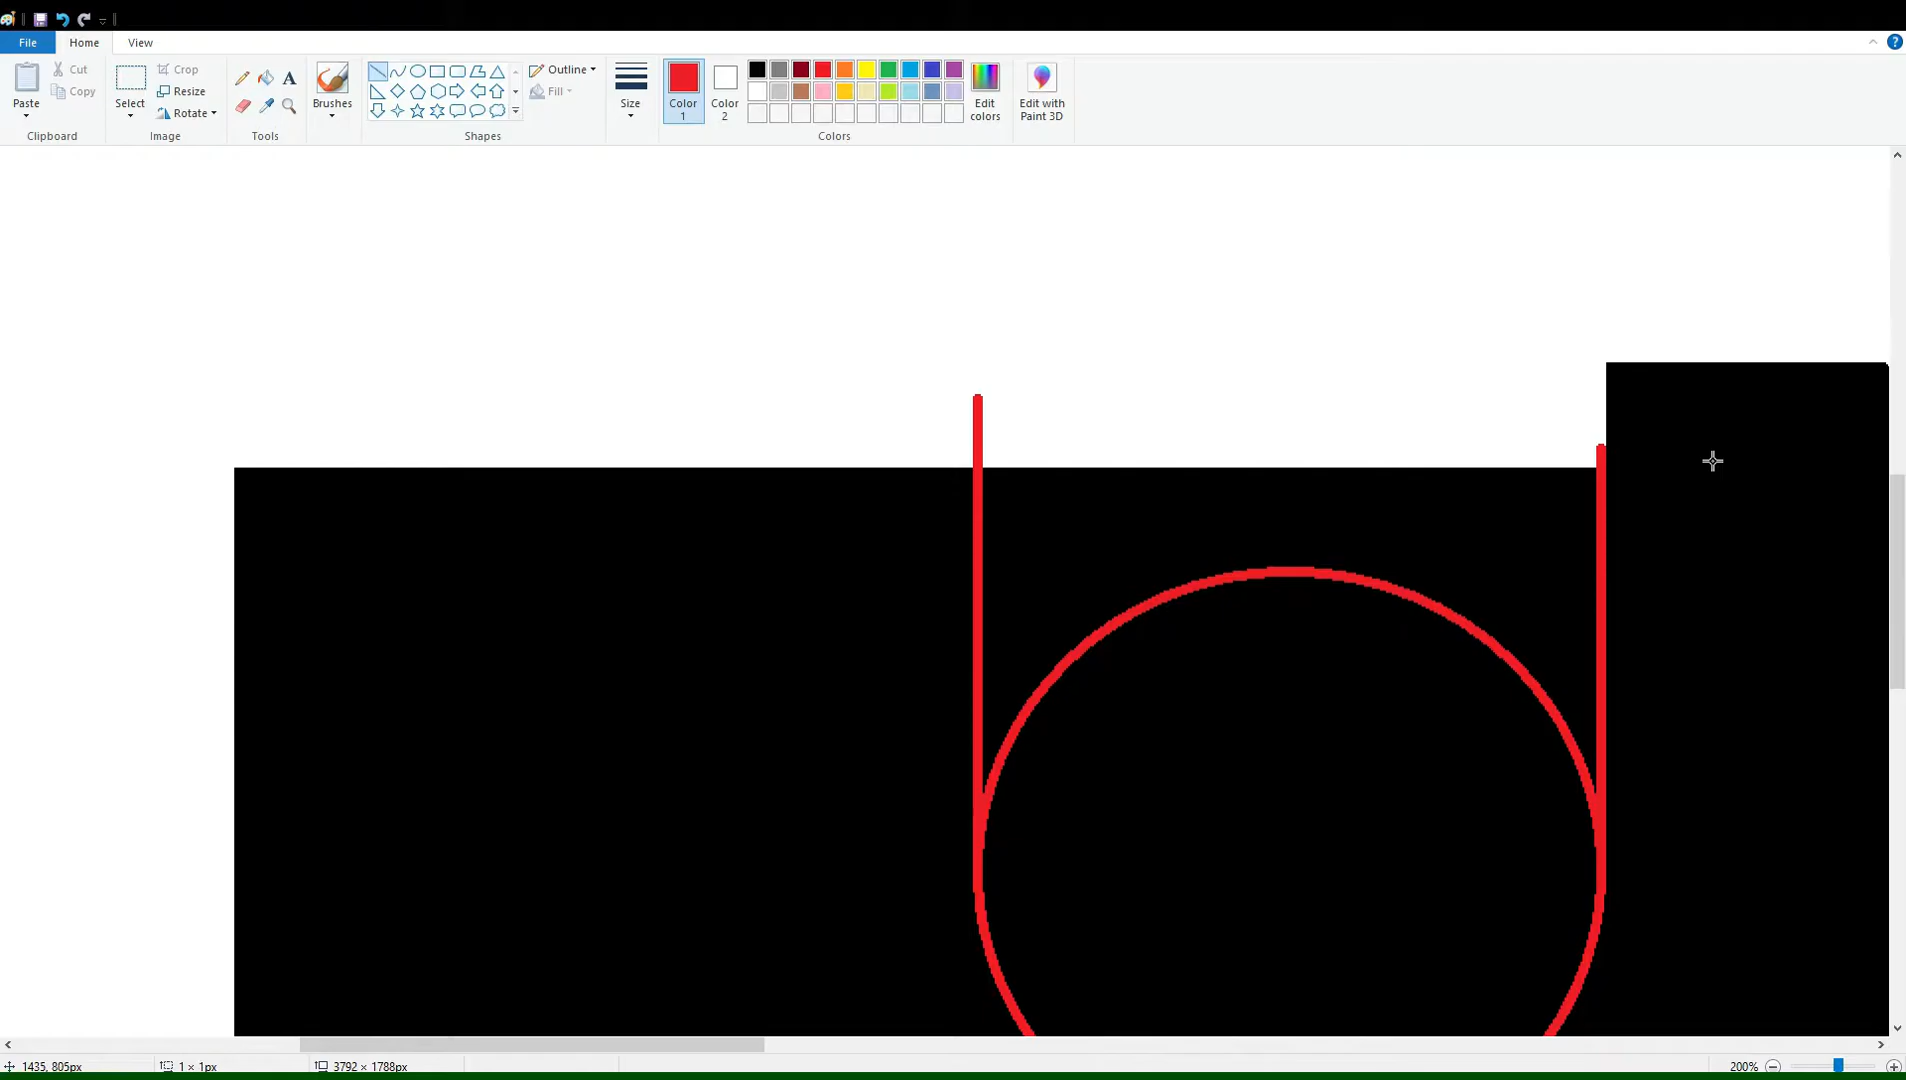 File Home View
Paste
Cut
Copy
Clipboard
Select
Crop
Resize
Rotate
Image
A
Tools
Brushes
Outline
Fill
Shapes
Size
Color
1
Color
2
Edit
colors
Colors
Edit with
Paint 3D
?
1435, 805px 1 × 1px 3792 × 1788px 200%